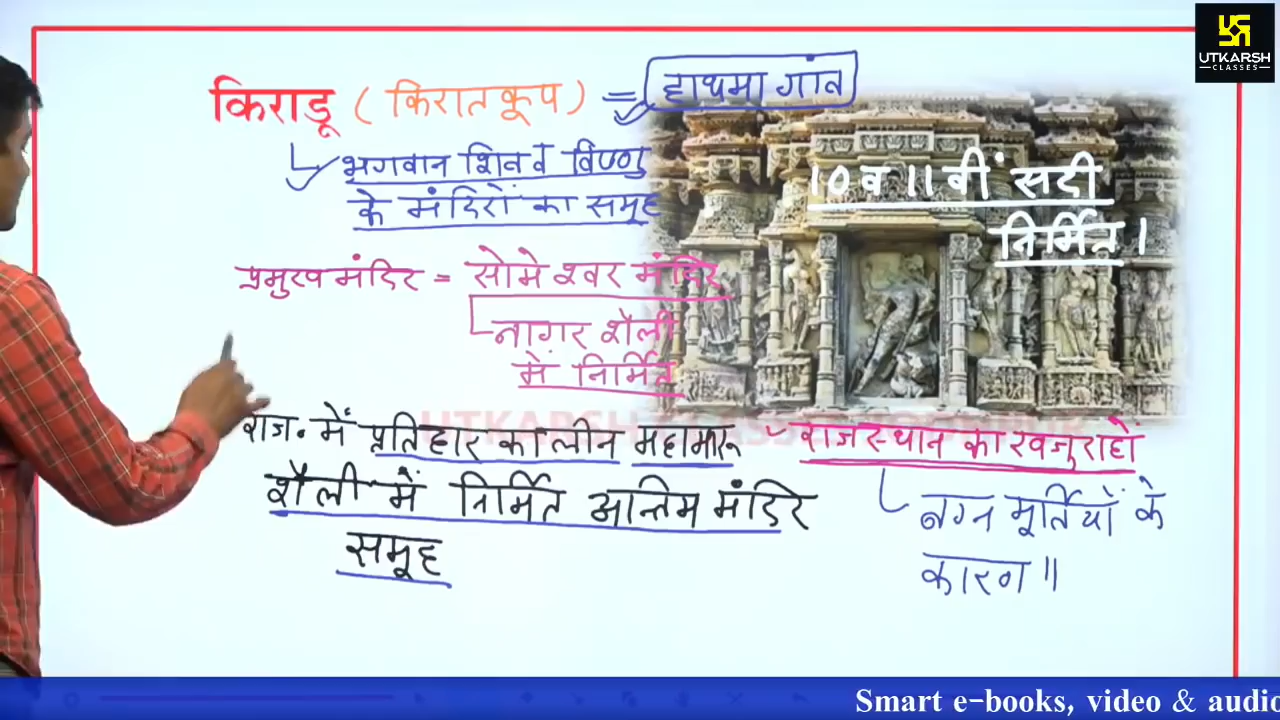 UTKARSH
CLASSES
किराडू (किरातकूप) = हाथमा गांव
भगवान शिव व विष्णु
के मंदिरों का समूह
10 व 11 वीं सदी
निर्मित।
प्रमुख मंदिर = सोमेश्वर मंदिर
नागर शैली
में निर्मित
राज. में प्रतिहार कालीन महामारू
शैली में निर्मित अन्तिम मंदिर
समूह
राजस्थान का खजुराहों
नग्न मूर्तियों के
कारण॥
Smart e-books, video & audio